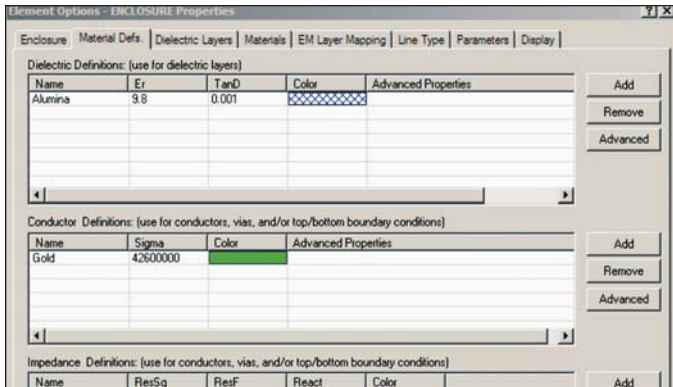 Element Options - ENCLOSURE Properties
Enclosure Material Defs. Dielectric Layers Materials EM Layer Mapping Line Type Parameters Display
Dielectric Definitions: (use for dielectric layers)
Name Er TanD Color Advanced Properties Add
Alumina 9.8 0.001
Remove
Advanced
Conductor Definitions: (use for conductors, vias, and/or top/bottom boundary conditions)
Name Sigma Color Advanced Properties Add
Gold 42600000
Remove
Advanced
Impedance Definitions: (use for conductors, vias, and/or top/bottom boundary conditions)
Name ResSq ResF React Color Add